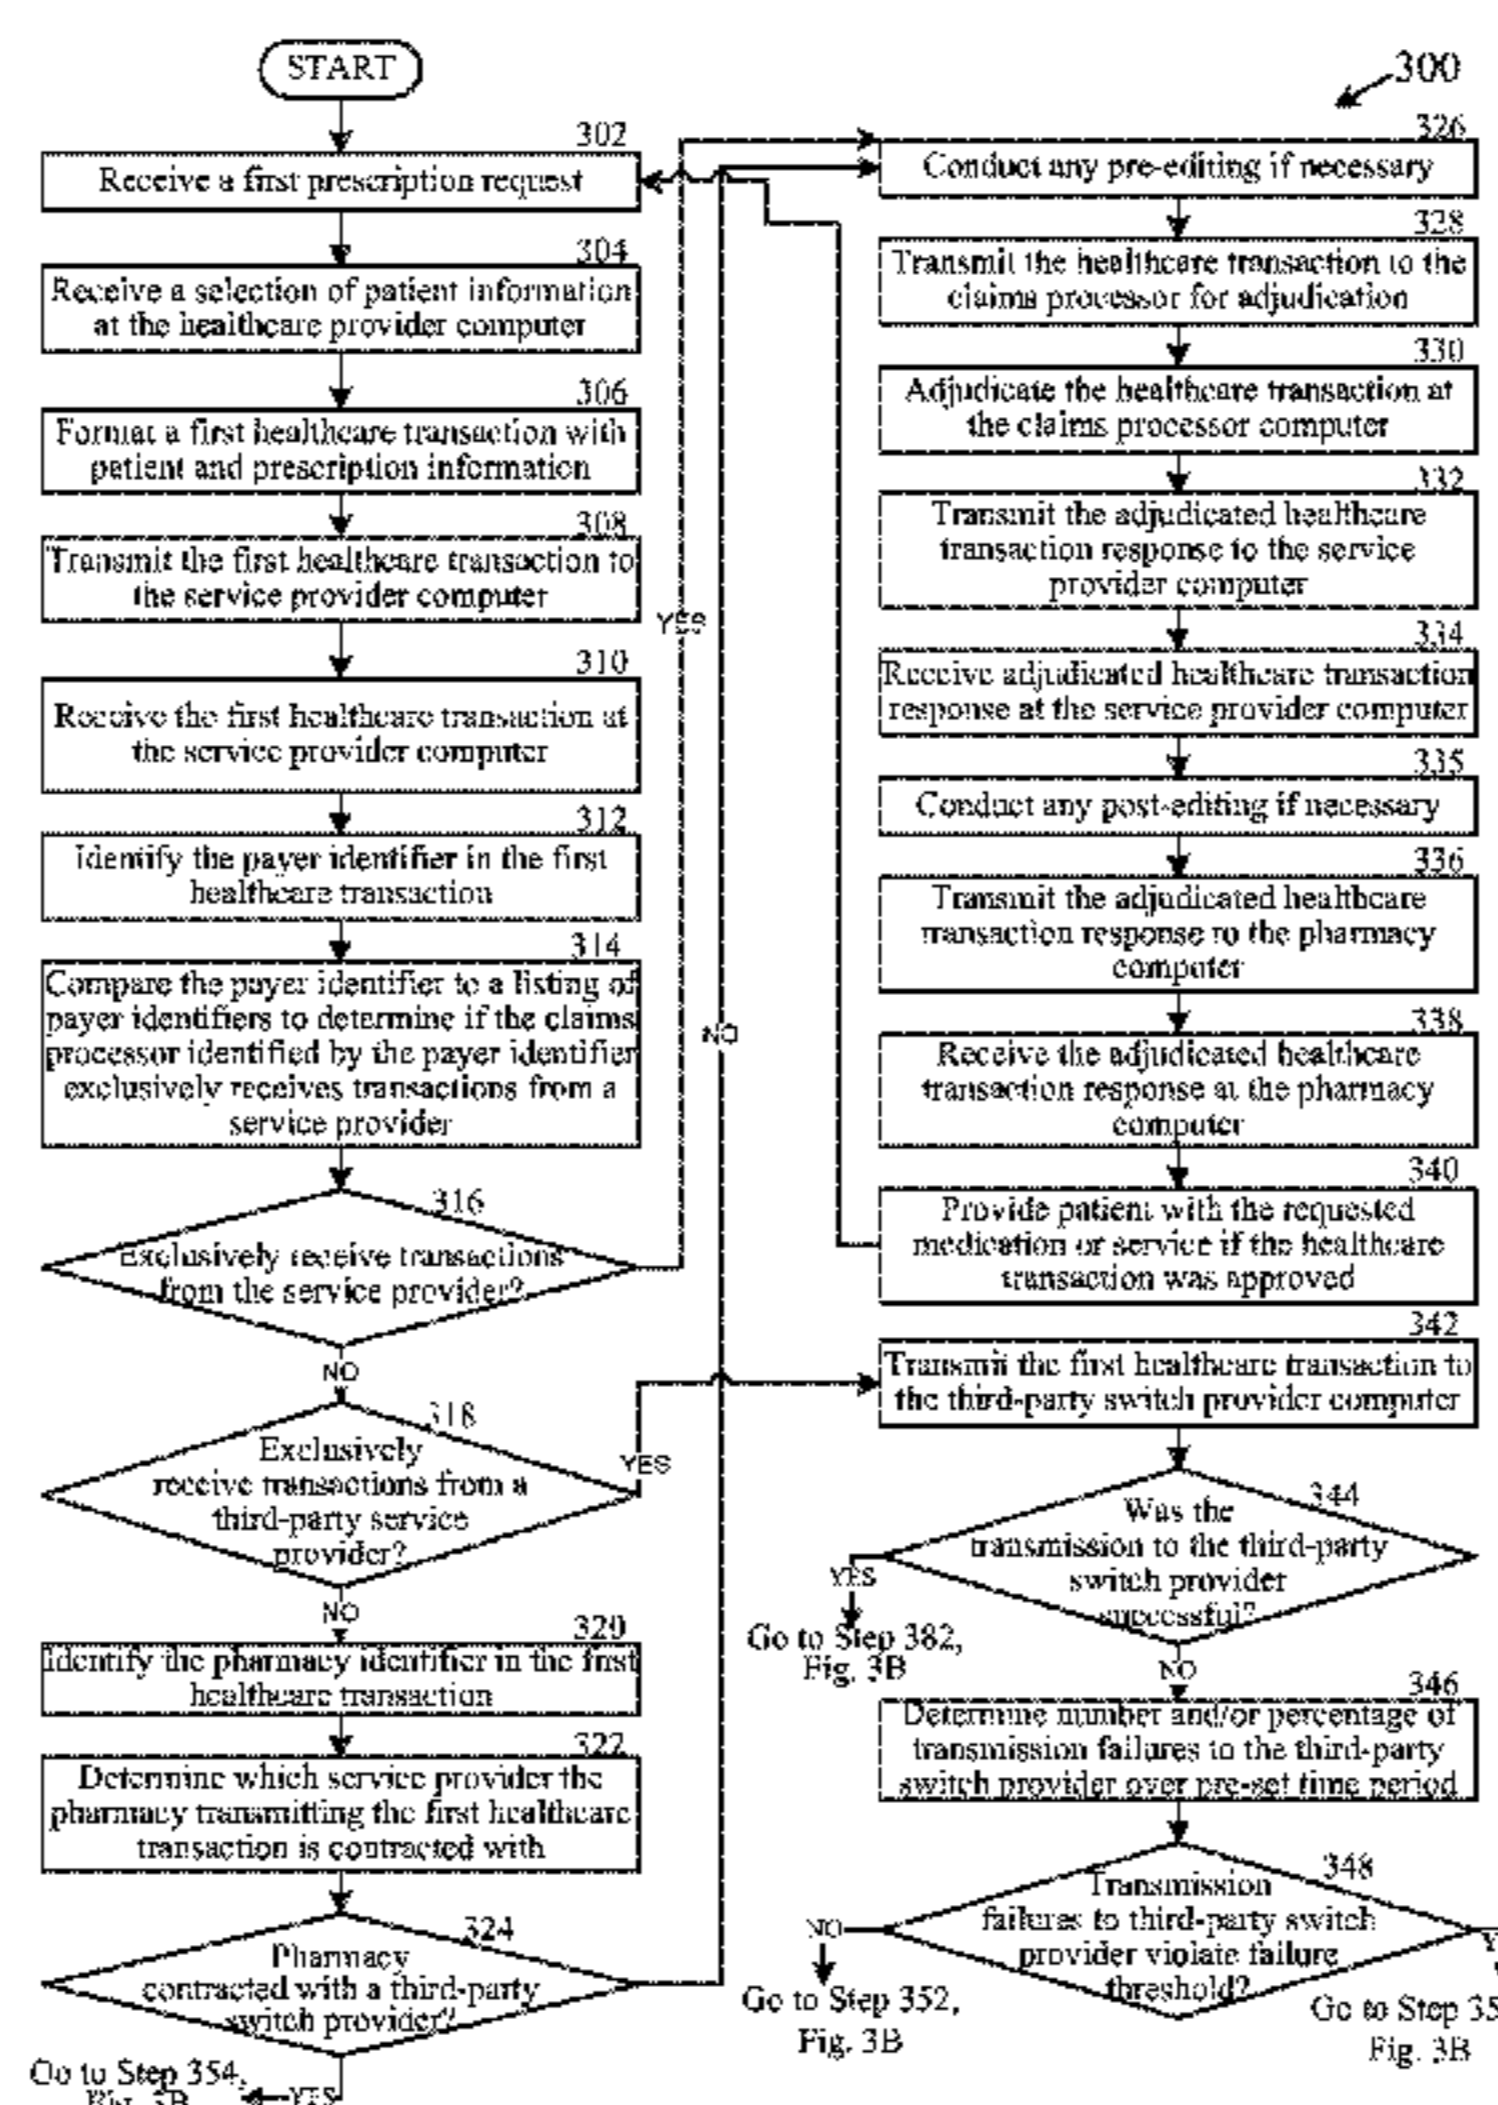 START
300
302
Receive a first prescription request
304
Receive a selection of patient information
at the healthcare provider computer
306
Format a first healthcare transaction with
patient and prescription information
308
Transmit the first healthcare transaction to
the service provider computer
310
Receive the first healthcare transaction at
the service provider computer
312
Identify the payer identifier in the first
healthcare transaction
314
Compare the payer identifier to a listing of
payer identifiers to determine if the claims
processor identified by the payer identifier
exclusively receives transactions from a
service provider
316
Exclusively receive transactions
from the service provider?
YES
NO
318
Exclusively
receive transactions from a
third-party service
provider?
YES
NO
320
Identify the pharmacy identifier in the first
healthcare transaction
322
Determine which service provider the
pharmacy transmitting the first healthcare
transaction is contracted with
324
Pharmacy
contracted with a third-party
switch provider?
NO
YES
Go to Step 354,
Fig. 3B
326
Conduct any pre-editing if necessary
328
Transmit the healthcare transaction to the
claims processor for adjudication
330
Adjudicate the healthcare transaction at
the claims processor computer
332
Transmit the adjudicated healthcare
transaction response to the service
provider computer
334
Receive adjudicated healthcare transaction
response at the service provider computer
335
Conduct any post-editing if necessary
336
Transmit the adjudicated healthcare
transaction response to the pharmacy
computer
338
Receive the adjudicated healthcare
transaction response at the pharmacy
computer
340
Provide patient with the requested
medication or service if the healthcare
transaction was approved
342
Transmit the first healthcare transaction to
the third-party switch provider computer
344
Was the
transmission to the third-party
switch provider
successful?
YES
Go to Step 382,
Fig. 3B
NO
346
Determine number and/or percentage of
transmission failures to the third-party
switch provider over pre-set time period
348
Transmission
failures to third-party switch
provider violate failure
threshold?
NO
Go to Step 352,
Fig. 3B
Go to Step
Fig. 3B